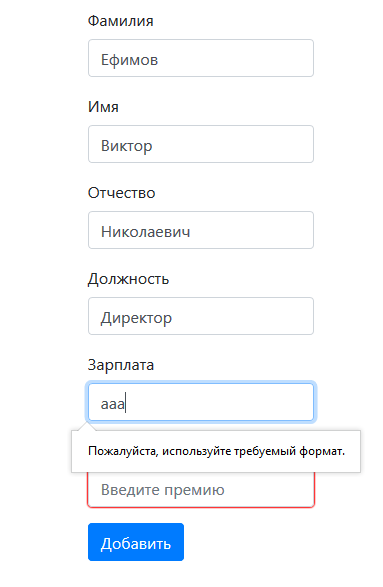 Фамилия
Ефимов
Имя
Виктор
Отчество
Николаевич
Должность
Директор
Зарплата
ааа
Пожалуйста, используйте требуемый формат.
Введите премию
Добавить